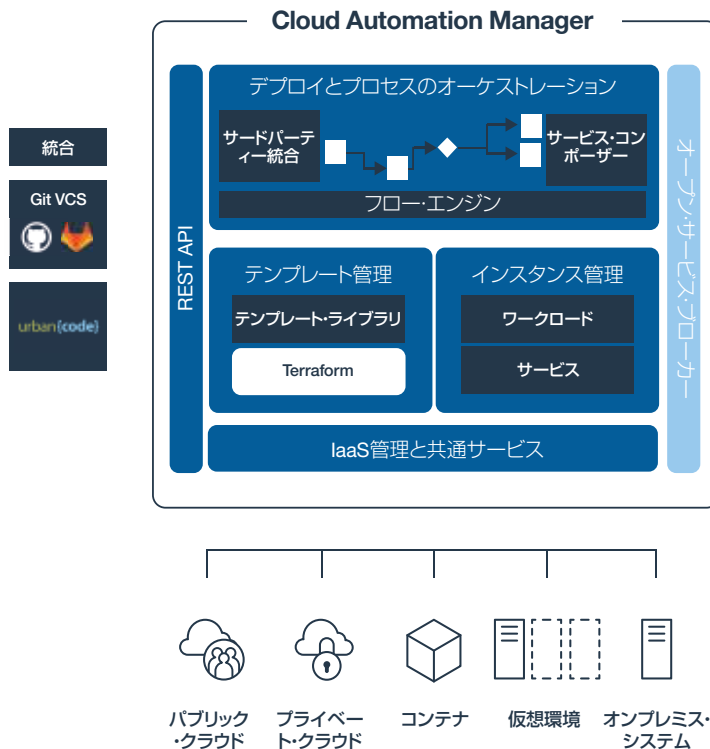 Cloud Automation Manager
統合
Git VCS
urban{code}
REST API
デプロイとプロセスのオーケストレーション
サードパーテ
ィー統合
サービス・コン
ポーザー
フロー・エンジン
テンプレート管理
テンプレート・ライブラリ
Terraform
インスタンス管理
ワークロード
サービス
IaaS管理と共通サービス
オープン・サービス・ブローカー
パブリック
・クラウド
プライベー
ト・クラウド
コンテナ
仮想環境
オンプレミス・
システム